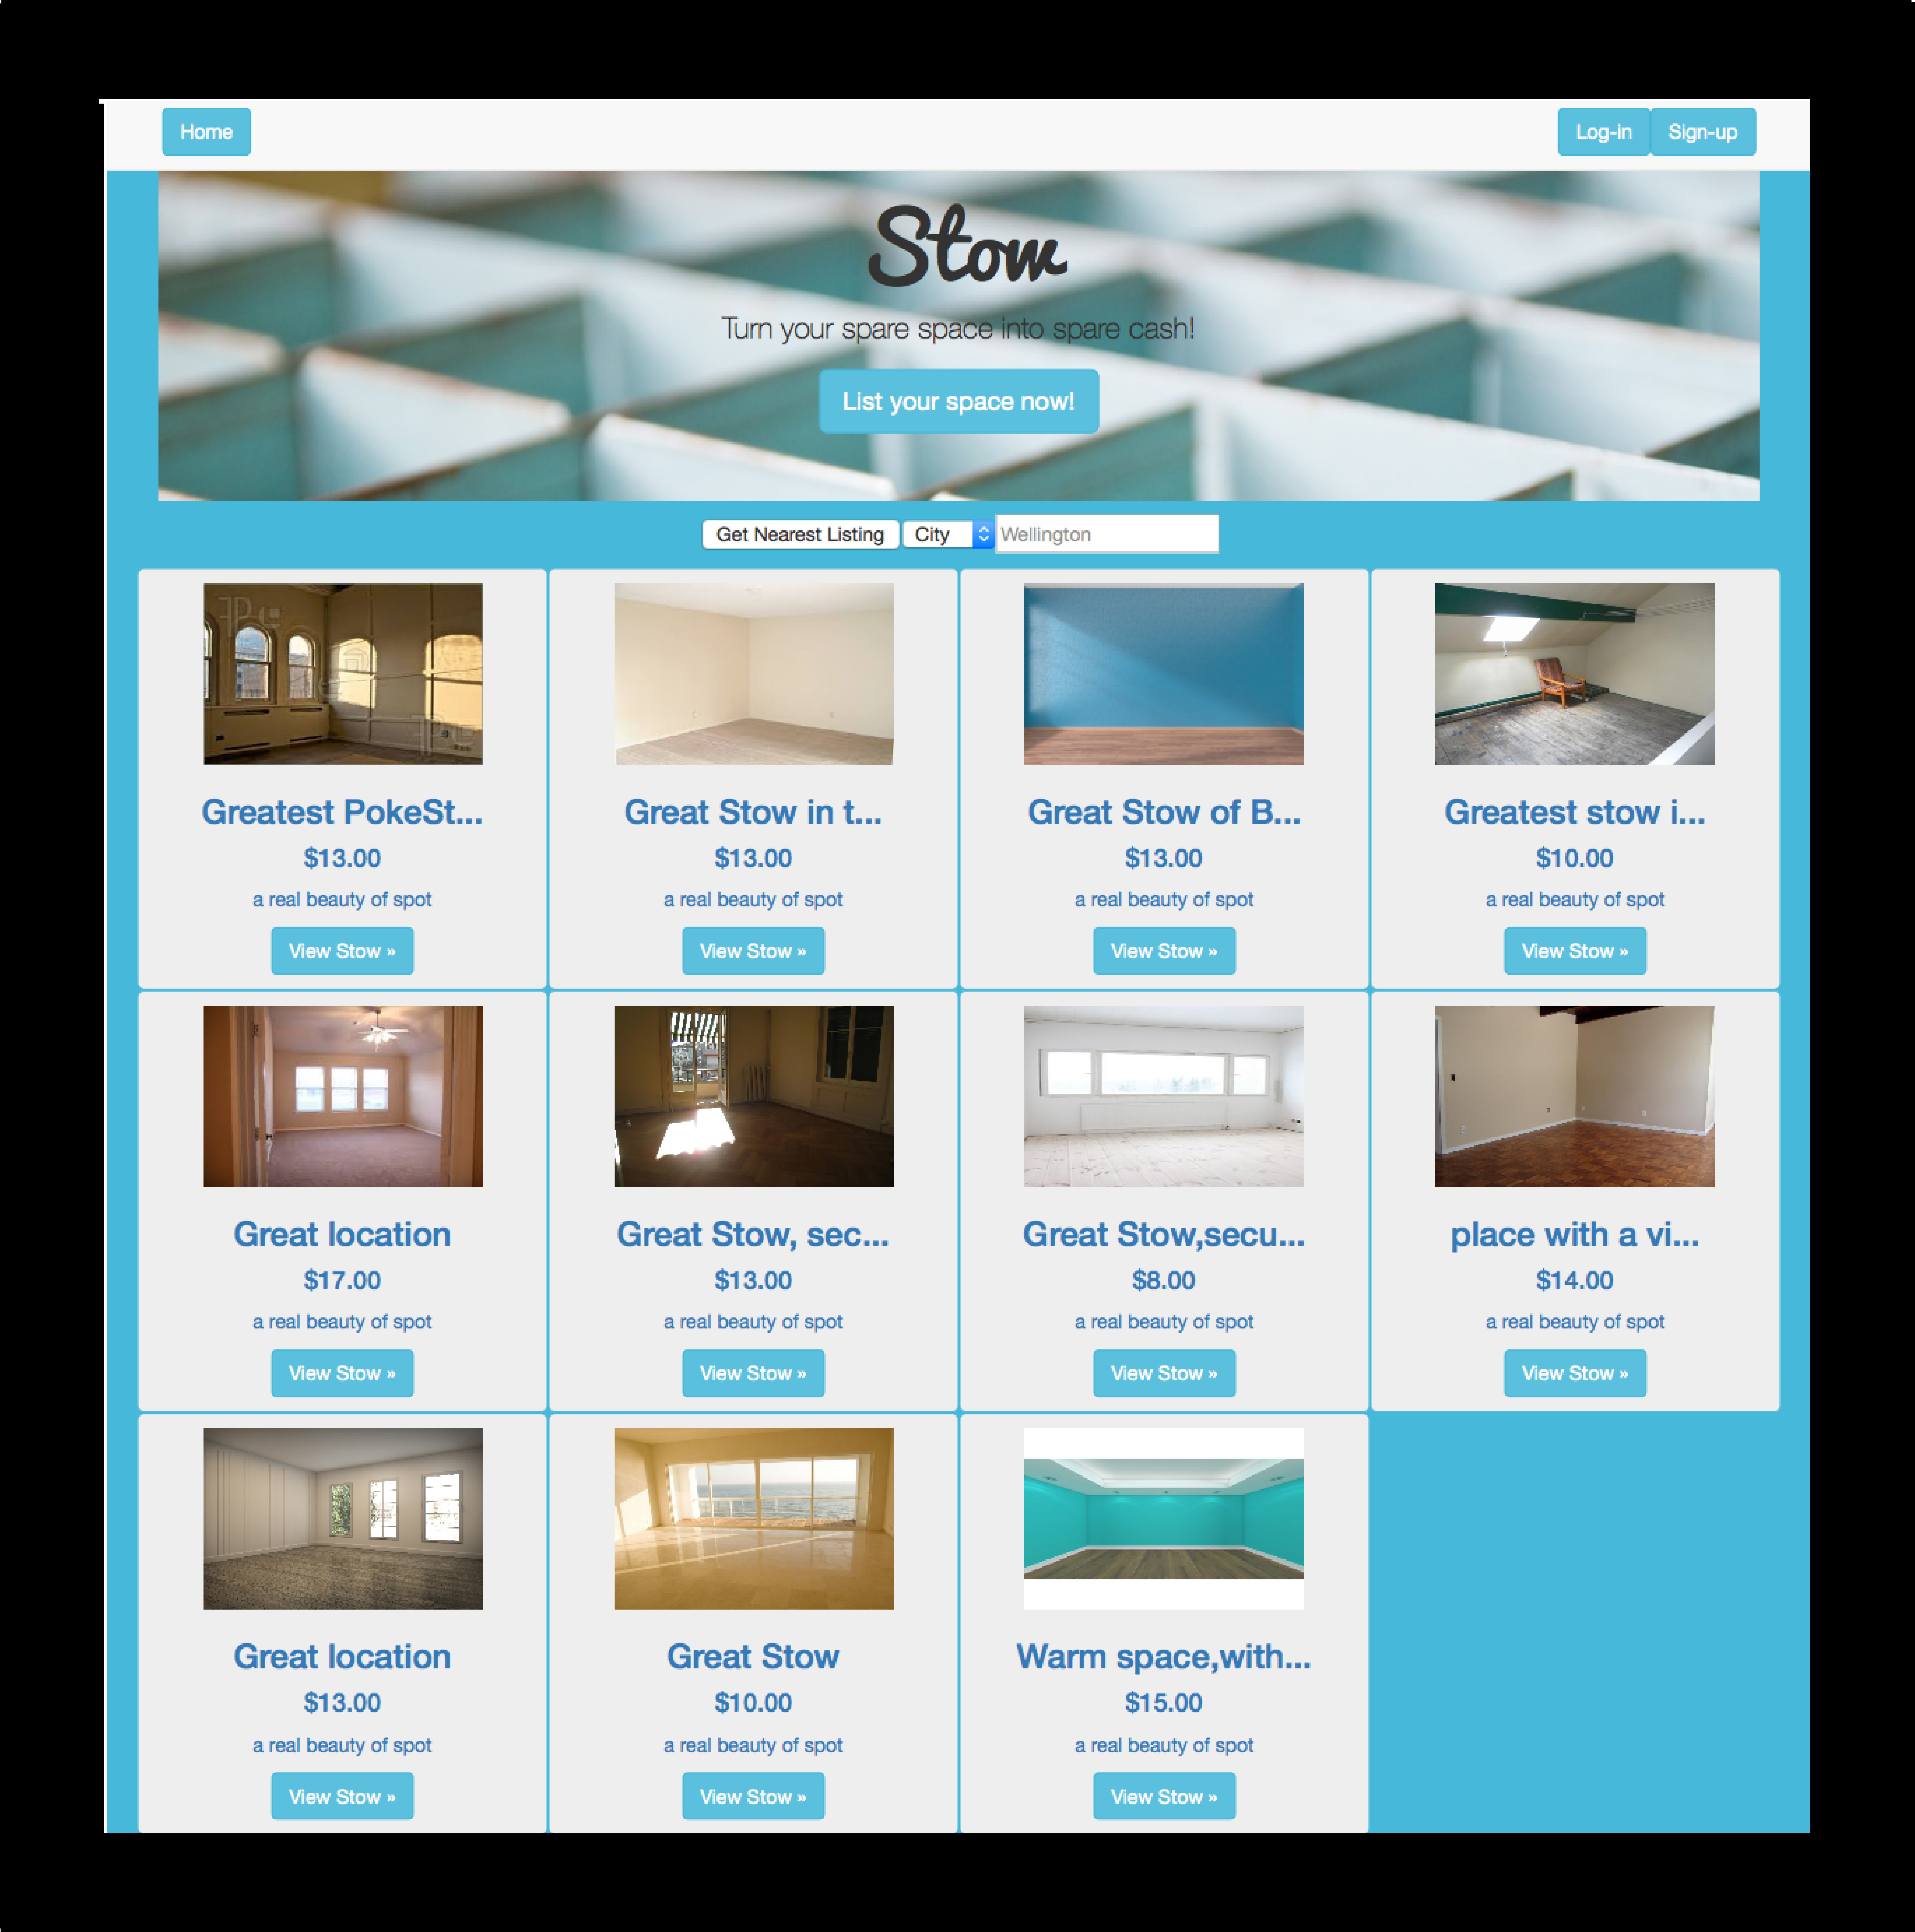 Home
Log-in
Sign-up
Stow
Turn your spare space into spare cash!
List your space now!
Get Nearest Listing
City
Wellington
Greatest PokeSt...
$13.00
a real beauty of spot
View Stow »
Great Stow in t...
$13.00
a real beauty of spot
View Stow »
Great Stow of B...
$13.00
a real beauty of spot
View Stow »
Greatest stow i...
$10.00
a real beauty of spot
View Stow »
Great location
$17.00
a real beauty of spot
View Stow »
Great Stow, sec...
$13.00
a real beauty of spot
View Stow »
Great Stow,secu...
$8.00
a real beauty of spot
View Stow »
place with a vi...
$14.00
a real beauty of spot
View Stow »
Great location
$13.00
a real beauty of spot
View Stow »
Great Stow
$10.00
a real beauty of spot
View Stow »
Warm space,with...
$15.00
a real beauty of spot
View Stow »